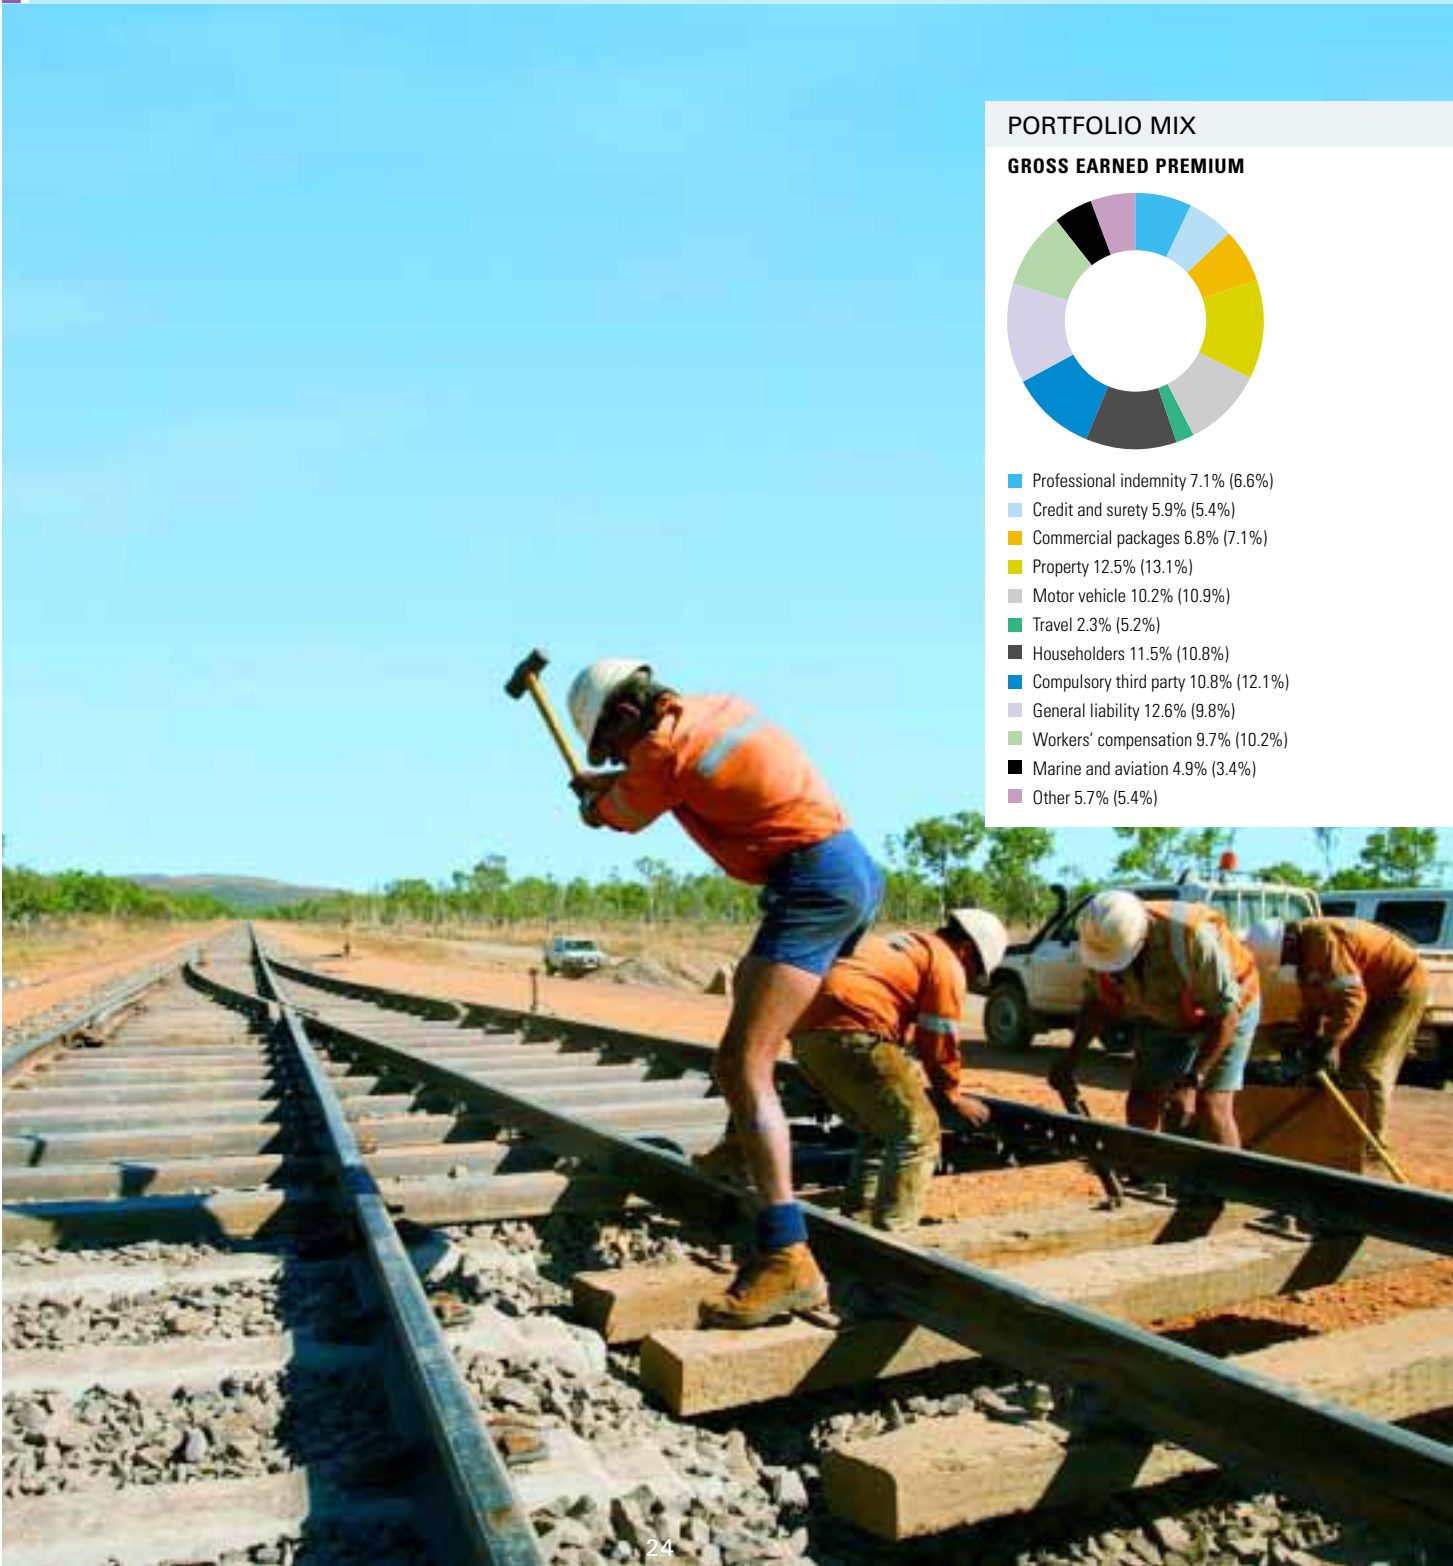 PORTFOLIO MIX
GROSS EARNED PREMIUM
Professional indemnity 7.1% (6.6%)
Credit and surety 5.9% (5.4%)
Commercial packages 6.8% (7.1%)
Property 12.5% (13.1%)
Motor vehicle 10.2% (10.9%)
Travel 2.3% (5.2%)
Householders 11.5% (10.8%)
Compulsory third party 10.8% (12.1%)
General liability 12.6% (9.8%)
Workers’ compensation 9.7% (10.2%)
Marine and aviation 4.9% (3.4%)
Other 5.7% (5.4%)
24